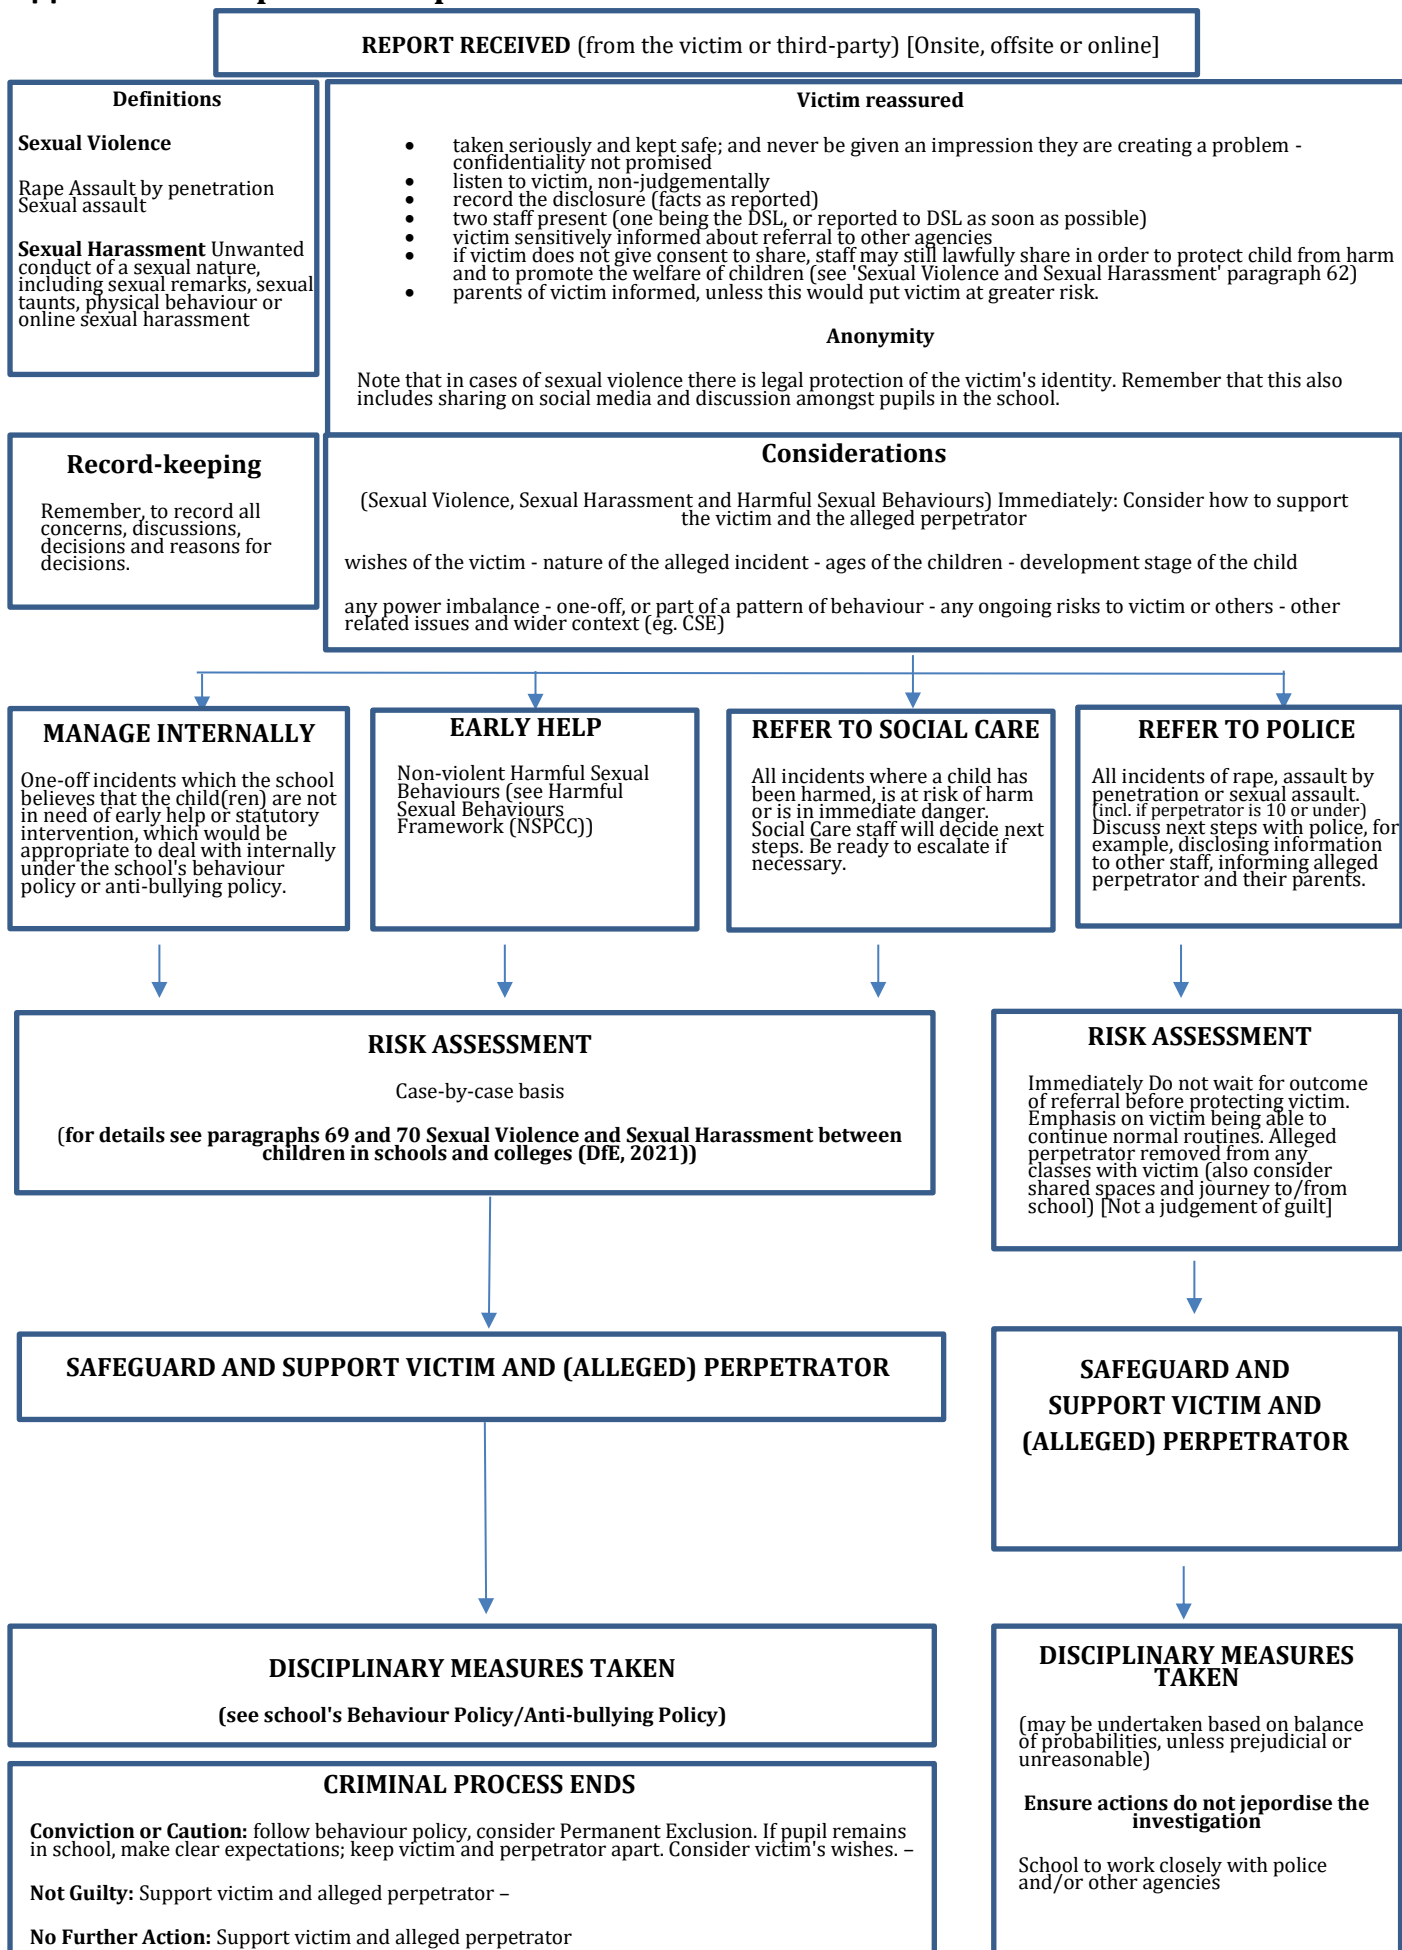 REPORT RECEIVED (from the victim or third-party) [Onsite, offsite or online]
Definitions
Sexual Violence
Rape Assault by penetration
Sexual assault
Sexual Harassment Unwanted
conduct of a sexual nature,
including sexual remarks, sexual
taunts, physical behaviour or
online sexual harassment
Victim reassured
• taken seriously and kept safe; and never be given an impression they are creating a problem -
confidentiality not promised
• listen to victim, non-judgementally
• record the disclosure (facts as reported)
• two staff present (one being the DSL, or reported to DSL as soon as possible)
• victim sensitively informed about referral to other agencies
• if victim does not give consent to share, staff may still lawfully share in order to protect child from harm
and to promote the welfare of children (see 'Sexual Violence and Sexual Harassment' paragraph 62)
• parents of victim informed, unless this would put victim at greater risk.
Anonymity
Note that in cases of sexual violence there is legal protection of the victim's identity. Remember that this also
includes sharing on social media and discussion amongst pupils in the school.
Record-keeping
Remember, to record all
concerns, discussions,
decisions and reasons for
decisions.
Considerations
(Sexual Violence, Sexual Harassment and Harmful Sexual Behaviours) Immediately: Consider how to support
the victim and the alleged perpetrator
wishes of the victim - nature of the alleged incident - ages of the children - development stage of the child
any power imbalance - one-off, or part of a pattern of behaviour - any ongoing risks to victim or others - other
related issues and wider context (eg. CSE)
MANAGE INTERNALLY
One-off incidents which the school
believes that the child(ren) are not
in need of early help or statutory
intervention, which would be
appropriate to deal with internally
under the school's behaviour
policy or anti-bullying policy.
EARLY HELP
Non-violent Harmful Sexual
Behaviours (see Harmful
Sexual Behaviours
Framework (NSPCC))
REFER TO SOCIAL CARE
All incidents where a child has
been harmed, is at risk of harm
or is in immediate danger.
Social Care staff will decide next
steps. Be ready to escalate if
necessary.
REFER TO POLICE
All incidents of rape, assault by
penetration or sexual assault.
(incl. if perpetrator is 10 or under)
Discuss next steps with police, for
example, disclosing information
to other staff, informing alleged
perpetrator and their parents.
RISK ASSESSMENT
Case-by-case basis
(for details see paragraphs 69 and 70 Sexual Violence and Sexual Harassment between
children in schools and colleges (DfE, 2021))
RISK ASSESSMENT
Immediately Do not wait for outcome
of referral before protecting victim.
Emphasis on victim being able to
continue normal routines. Alleged
perpetrator removed from any
classes with victim (also consider
shared spaces and journey to/from
school) [Not a judgement of guilt]
SAFEGUARD AND SUPPORT VICTIM AND (ALLEGED) PERPETRATOR
SAFEGUARD AND
SUPPORT VICTIM AND
(ALLEGED) PERPETRATOR
DISCIPLINARY MEASURES TAKEN
(see school's Behaviour Policy/Anti-bullying Policy)
DISCIPLINARY MEASURES
TAKEN
(may be undertaken based on balance
of probabilities, unless prejudicial or
unreasonable)
Ensure actions do not jepordise the
investigation
School to work closely with police
and/or other agencies
CRIMINAL PROCESS ENDS
Conviction or Caution: follow behaviour policy, consider Permanent Exclusion. If pupil remains
in school, make clear expectations; keep victim and perpetrator apart. Consider victim's wishes. –
Not Guilty: Support victim and alleged perpetrator –
No Further Action: Support victim and alleged perpetrator